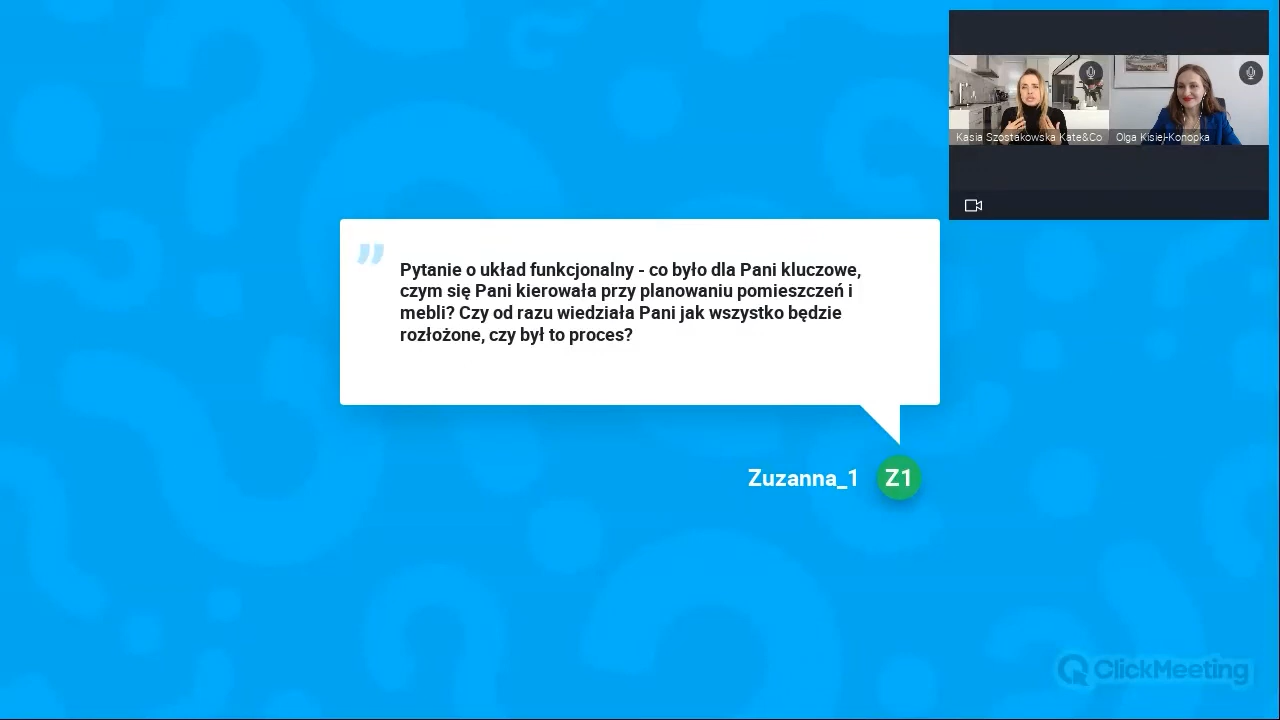 Kasia Szostakowska Kate&Co
Olga Kisiel-Konopka
Pytanie o układ funkcjonalny - co było dla Pani kluczowe,
czym się Pani kierowała przy planowaniu pomieszczeń i
mebli? Czy od razu wiedziała Pani jak wszystko będzie
rozłożone, czy był to proces?
Zuzanna_1
Z1
ClickMeeting